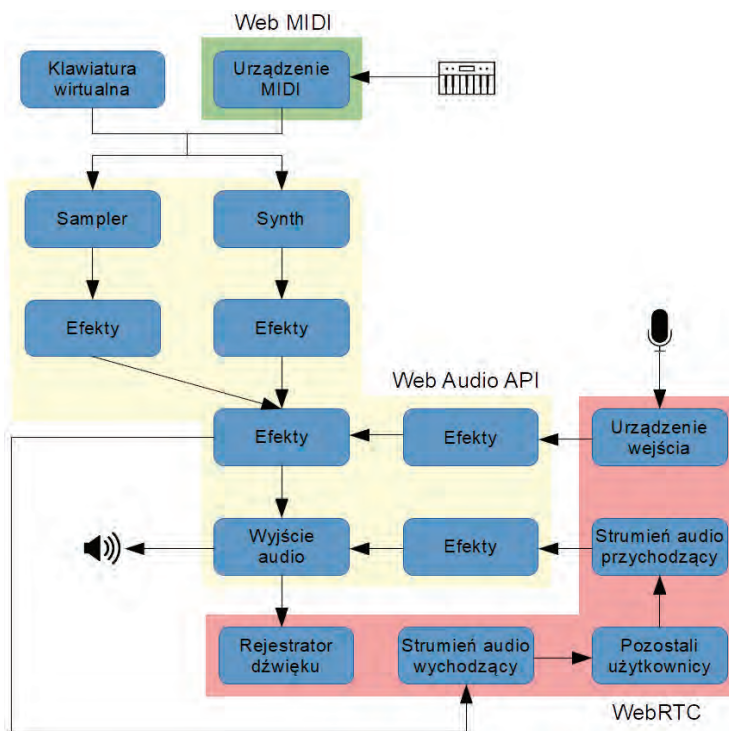 Web MIDI
Klawiatura
wirtualna
Urządzenie
MIDI
Sampler
Synth
Efekty
Efekty
Web Audio API
Efekty
Efekty
Urządzenie
wejścia
Wyjście
audio
Efekty
Strumień audio
przychodzący
Rejestrator
dźwięku
Strumień audio
wychodzący
Pozostali
użytkownicy
WebRTC